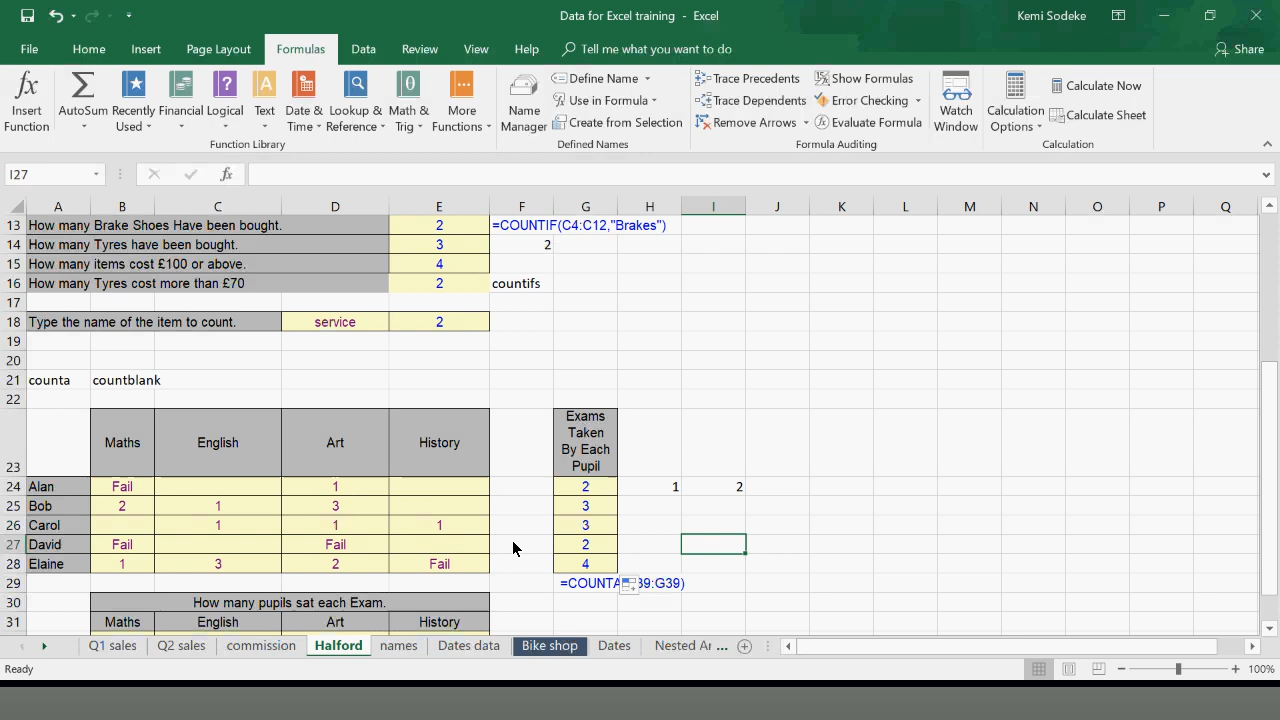 Data for Excel training - Excel
Kemi Sodeke
File Home Insert Page Layout Formulas Data Review View Help Tell me what you want to do Share
Insert Function
AutoSum
Recently Used
Financial
Logical
Text
Date & Time
Lookup & Reference
Math & Trig
More Functions
Function Library
Name Manager
Define Name
Use in Formula
Create from Selection
Defined Names
Trace Precedents
Trace Dependents
Remove Arrows
Show Formulas
Error Checking
Evaluate Formula
Formula Auditing
Watch Window
Calculation Options
Calculate Now
Calculate Sheet
Calculation
I27 fx
A B C D E F G H I J K L M N O P Q
13 How many Brake Shoes Have been bought. 2 =COUNTIF(C4:C12,"Brakes")
14 How many Tyres have been bought. 3 2
15 How many items cost £100 or above. 4
16 How many Tyres cost more than £70 2 countifs
17
18 Type the name of the item to count. service 2
19
20
21 counta countblank
22
23 Maths English Art History Exams Taken By Each Pupil
24 Alan Fail 1 2 1 2
25 Bob 2 1 3 3
26 Carol 1 1 1 3
27 David Fail Fail 2
28 Elaine 1 3 2 Fail 4
29 =COUNTA 39:G39)
30 How many pupils sat each Exam.
31 Maths English Art History
Q1 sales Q2 sales commission Halford names Dates data Bike shop Dates Nested Ar ...
Ready 100%